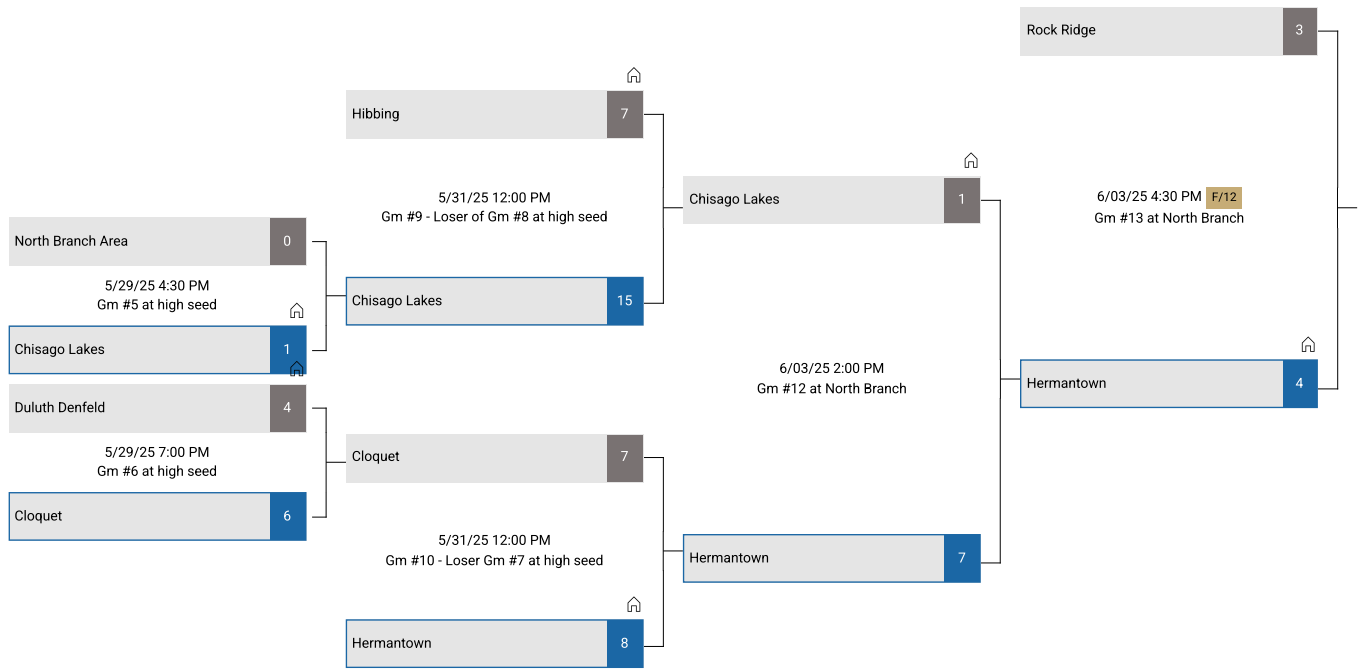 North Branch Area 0
5/29/25 4:30 PM
Gm #5 at high seed
Chisago Lakes 1
Duluth Denfeld 4
5/29/25 7:00 PM
Gm #6 at high seed
Cloquet 6
Hibbing 7
5/31/25 12:00 PM
Gm #9 - Loser of Gm #8 at high seed
Chisago Lakes 15
Cloquet 7
5/31/25 12:00 PM
Gm #10 - Loser Gm #7 at high seed
Hermantown 8
Chisago Lakes 1
6/03/25 2:00 PM
Gm #12 at North Branch
Hermantown 7
Rock Ridge 3
6/03/25 4:30 PM F/12
Gm #13 at North Branch
Hermantown 4